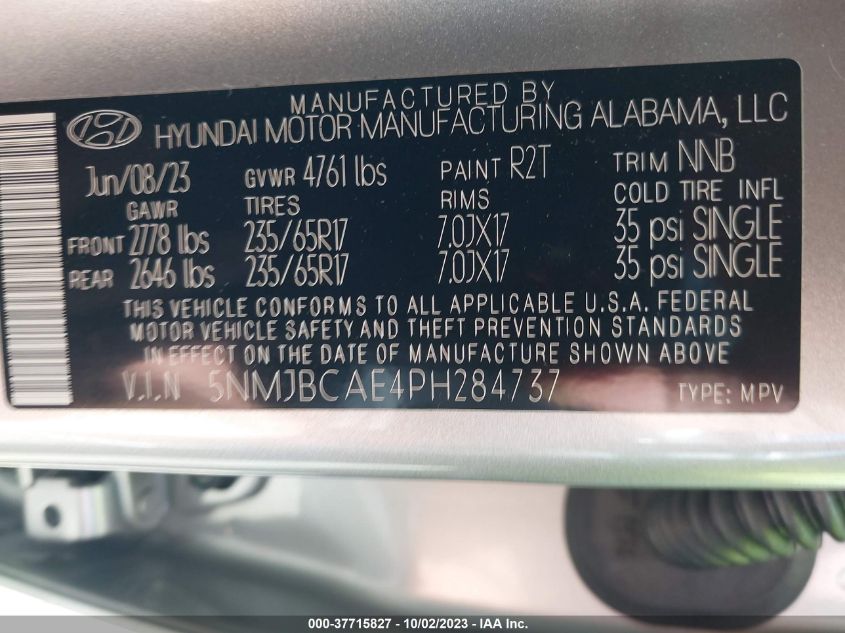 MANUFACTURED BY
HYUNDAI MOTOR MANUFACTURING ALABAMA, LLC
Jun/08/23 GVWR 4761 lbs PAINT R2T TRIM NNB
GAWR TIRES RIMS COLD TIRE INFL
FRONT 2778 lbs 235/65R17 7.0JX17 35 psi SINGLE
REAR 2646 lbs 235/65R17 7.0JX17 35 psi SINGLE
THIS VEHICLE CONFORMS TO ALL APPLICABLE U.S.A. FEDERAL
MOTOR VEHICLE SAFETY AND THEFT PREVENTION STANDARDS
IN EFFECT ON THE DATE OF MANUFACTURE SHOWN ABOVE
V.I.N 5NMJBCAE4PH284737 TYPE: MPV
000-37715827 - 10/02/2023 - IAA Inc.